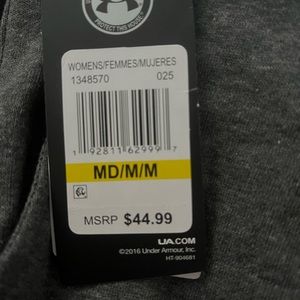 PROTECT THIS HOUSE.
WOMENS/FEMMES/MUJERES
1348570 025
1 92811 62999 7
MD/M/M
MSRP $44.99
UA.COM
©2016 Under Armour, Inc.
HT-904681